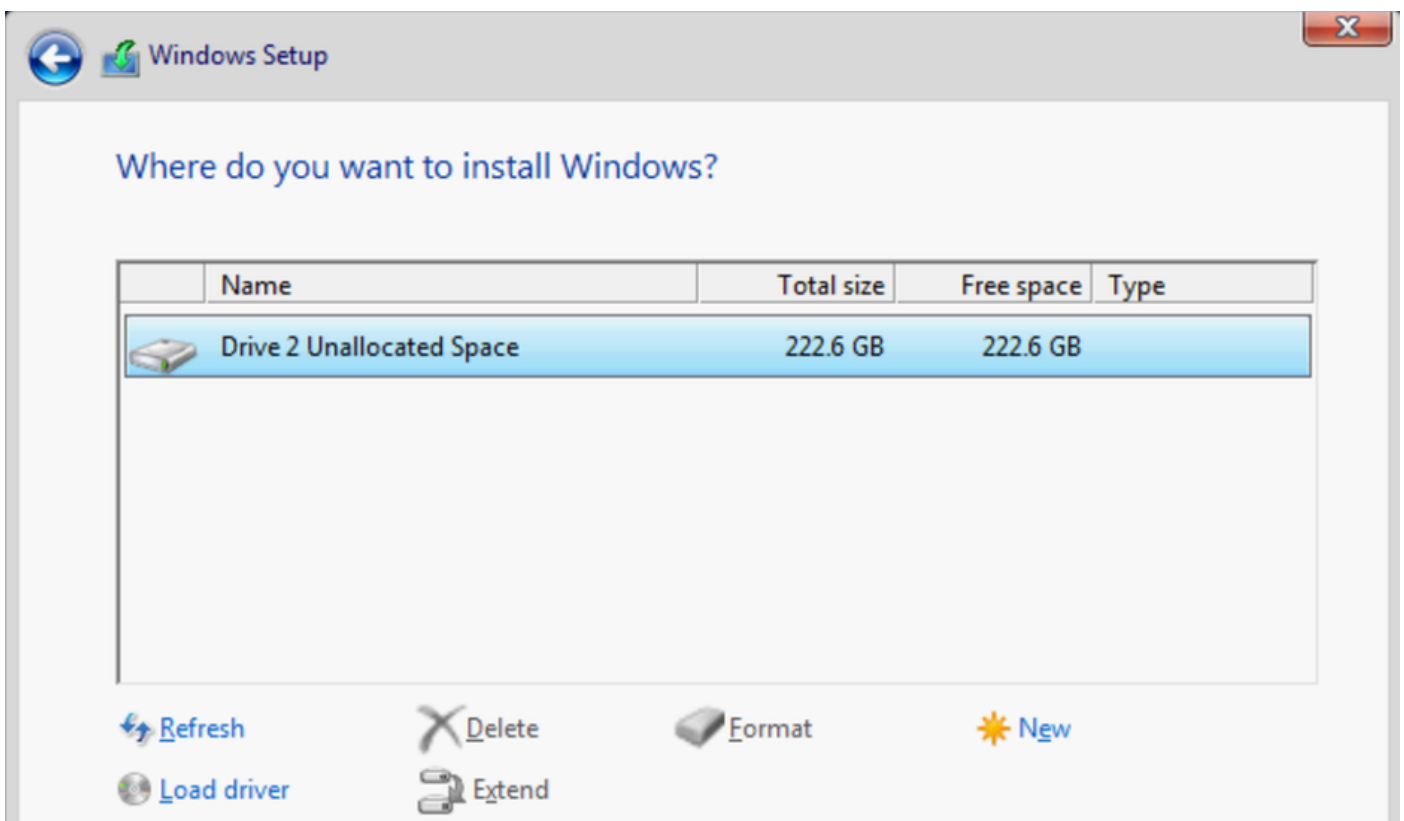 Windows Setup
Where do you want to install Windows?
Name Total size Free space Type
Drive 2 Unallocated Space 222.6 GB 222.6 GB
Refresh Delete Format New
Load driver Extend